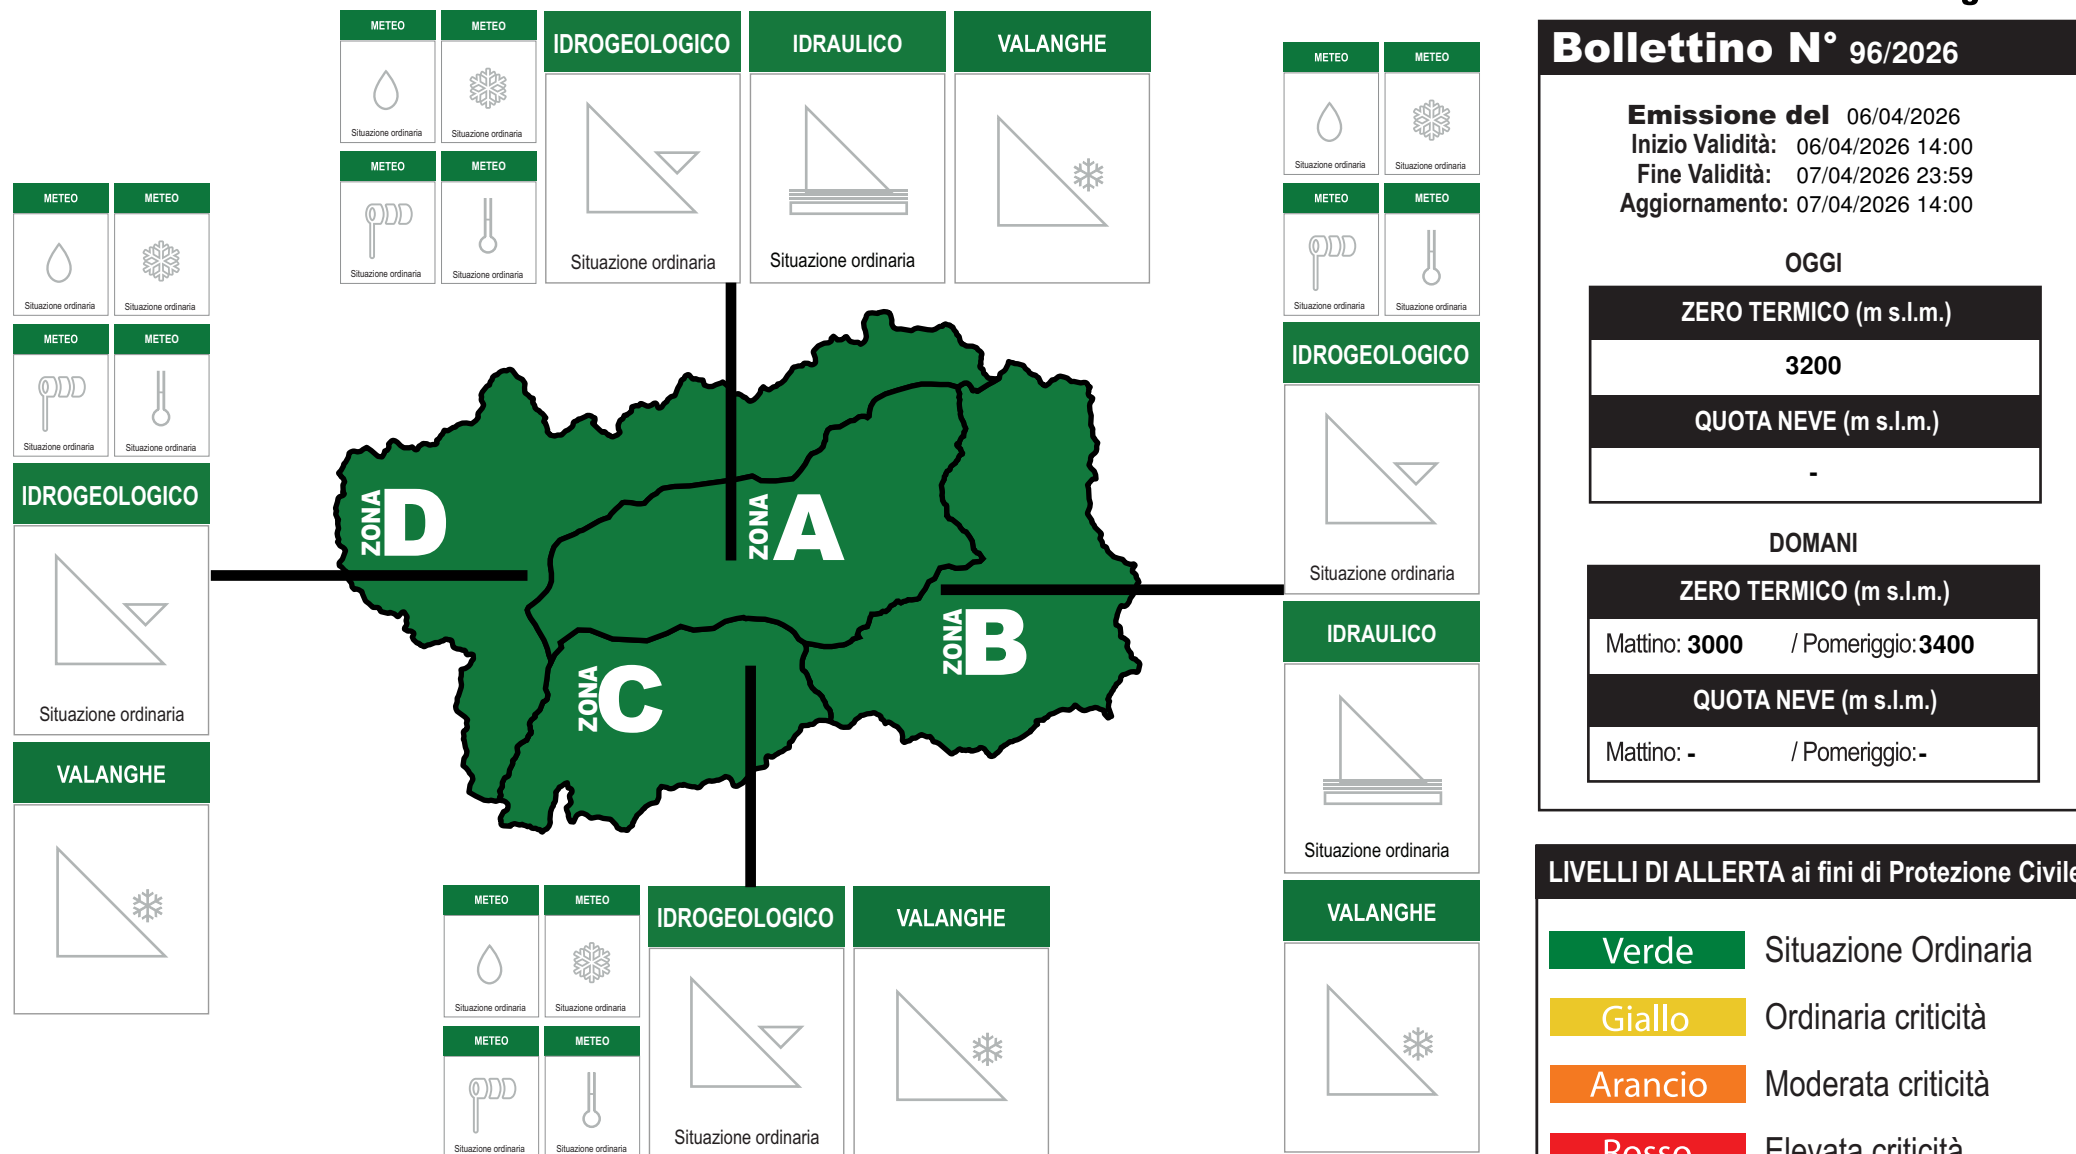 METEO
METEO
Situazione ordinaria
Situazione ordinaria
METEO
METEO
Situazione ordinaria
Situazione ordinaria
IDROGEOLOGICO
Situazione ordinaria
IDRAULICO
Situazione ordinaria
VALANGHE
METEO
METEO
Situazione ordinaria
Situazione ordinaria
METEO
METEO
Situazione ordinaria
Situazione ordinaria
IDROGEOLOGICO
Situazione ordinaria
VALANGHE
ZONA D
ZONA A
ZONA B
ZONA C
METEO
METEO
Situazione ordinaria
Situazione ordinaria
METEO
METEO
Situazione ordinaria
Situazione ordinaria
IDROGEOLOGICO
Situazione ordinaria
IDRAULICO
Situazione ordinaria
VALANGHE
METEO
METEO
Situazione ordinaria
Situazione ordinaria
METEO
METEO
Situazione ordinaria
Situazione ordinaria
IDROGEOLOGICO
Situazione ordinaria
VALANGHE
Bollettino N° 96/2026
Emissione del 06/04/2026
Inizio Validità: 06/04/2026 14:00
Fine Validità: 07/04/2026 23:59
Aggiornamento: 07/04/2026 14:00
OGGI
ZERO TERMICO (m s.l.m.)
3200
QUOTA NEVE (m s.l.m.)
-
DOMANI
ZERO TERMICO (m s.l.m.)
Mattino: 3000 / Pomeriggio: 3400
QUOTA NEVE (m s.l.m.)
Mattino: - / Pomeriggio: -
LIVELLI DI ALLERTA ai fini di Protezione Civile
Verde Situazione Ordinaria
Giallo Ordinaria criticità
Arancio Moderata criticità
Rosso Elevata criticità